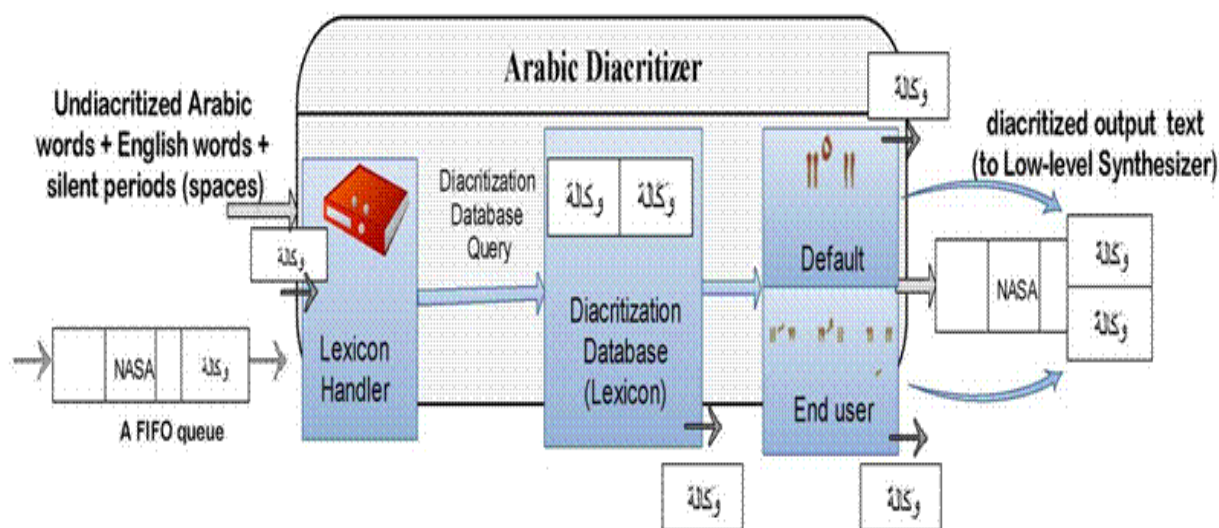 Arabic Diacritizer
Undiacritized Arabic
words + English words +
silent periods (spaces)
وكالة
Lexicon
Handler
NASA
وكالة
A FIFO queue
Diacritization
Database
Query
وكالة
وكالة
Diacritization
Database
(Lexicon)
وكالة
Default
وكالة
End user
وكالة
diacritized output text
(to Low-level Synthesizer)
NASA
وكالة
وكالة